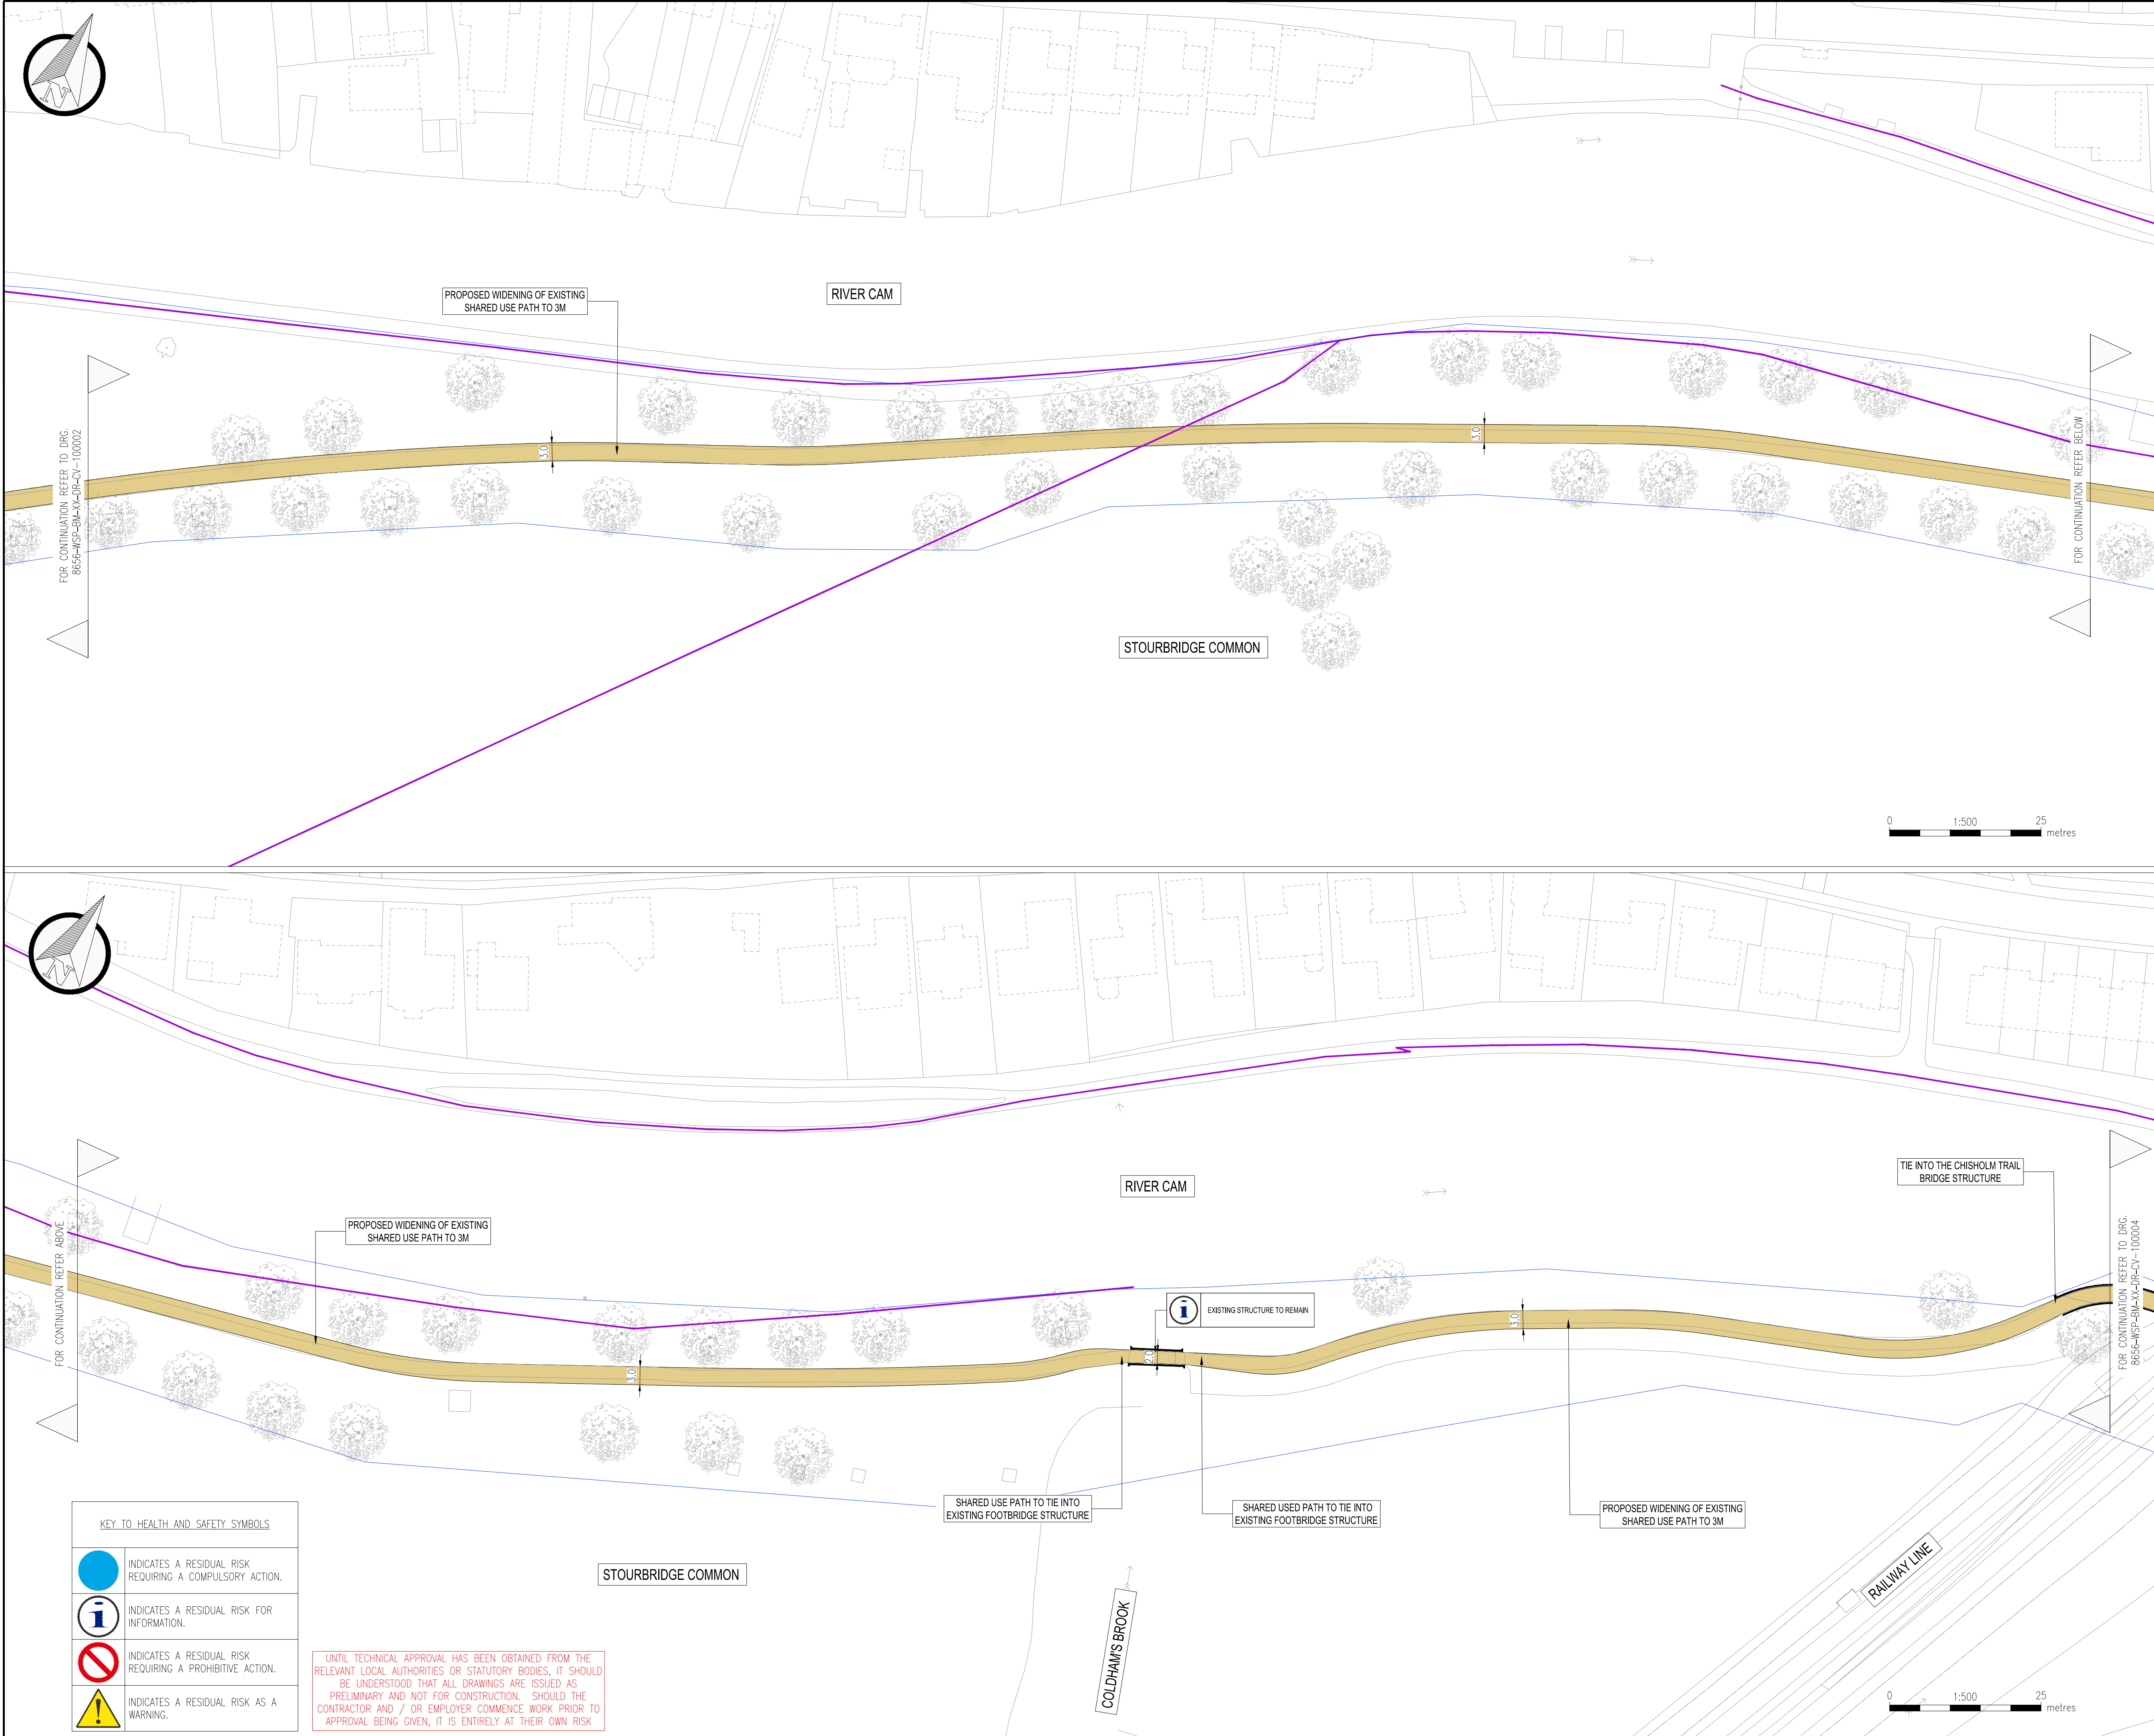 PROPOSED WIDENING OF EXISTING
SHARED USE PATH TO 3M
RIVER CAM
FOR CONTINUATION REFER TO DRG.
8656-WSP-BM-XX-DR-CV-100002
3.0
3.0
FOR CONTINUATION REFER BELOW
STOURBRIDGE COMMON
0 1:500 25
metres
N
N
RIVER CAM
TIE INTO THE CHISHOLM TRAIL
BRIDGE STRUCTURE
FOR CONTINUATION REFER ABOVE
PROPOSED WIDENING OF EXISTING
SHARED USE PATH TO 3M
i EXISTING STRUCTURE TO REMAIN
3.0
2.0
3.0
FOR CONTINUATION REFER TO DRG.
8656-WSP-BM-XX-DR-CV-100004
SHARED USE PATH TO TIE INTO
EXISTING FOOTBRIDGE STRUCTURE
SHARED USED PATH TO TIE INTO
EXISTING FOOTBRIDGE STRUCTURE
PROPOSED WIDENING OF EXISTING
SHARED USE PATH TO 3M
KEY TO HEALTH AND SAFETY SYMBOLS
INDICATES A RESIDUAL RISK
REQUIRING A COMPULSORY ACTION.
i INDICATES A RESIDUAL RISK FOR
INFORMATION.
INDICATES A RESIDUAL RISK
REQUIRING A PROHIBITIVE ACTION.
! INDICATES A RESIDUAL RISK AS A
WARNING.
STOURBRIDGE COMMON
COLDHAM'S BROOK
RAILWAY LINE
UNTIL TECHNICAL APPROVAL HAS BEEN OBTAINED FROM THE
RELEVANT LOCAL AUTHORITIES OR STATUTORY BODIES, IT SHOULD
BE UNDERSTOOD THAT ALL DRAWINGS ARE ISSUED AS
PRELIMINARY AND NOT FOR CONSTRUCTION. SHOULD THE
CONTRACTOR AND / OR EMPLOYER COMMENCE WORK PRIOR TO
APPROVAL BEING GIVEN, IT IS ENTIRELY AT THEIR OWN RISK
0 1:500 25
metres